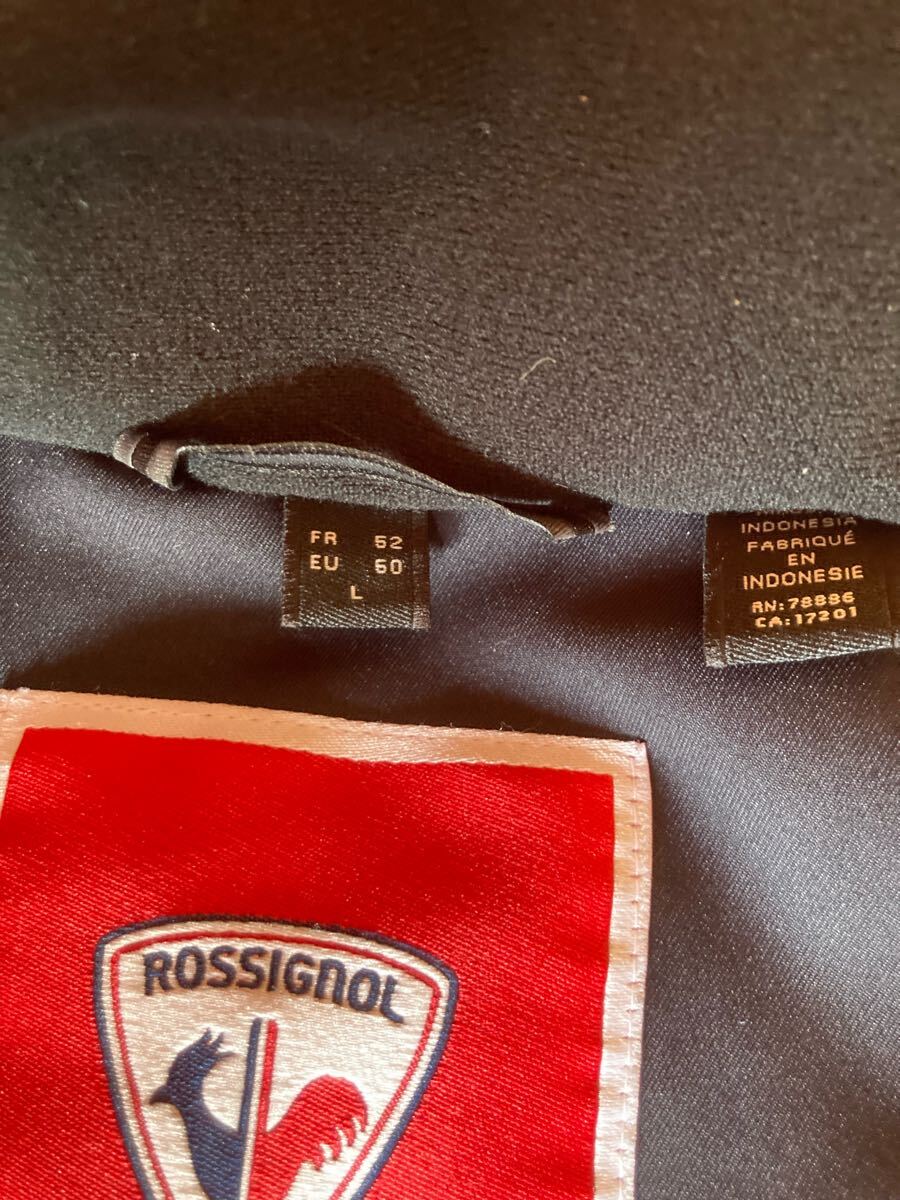 FR 52
EU 50
L
INDONESIA
FABRIQUÉ
EN
INDONESIE
RN: 78886
CA: 17201
ROSSIGNOL